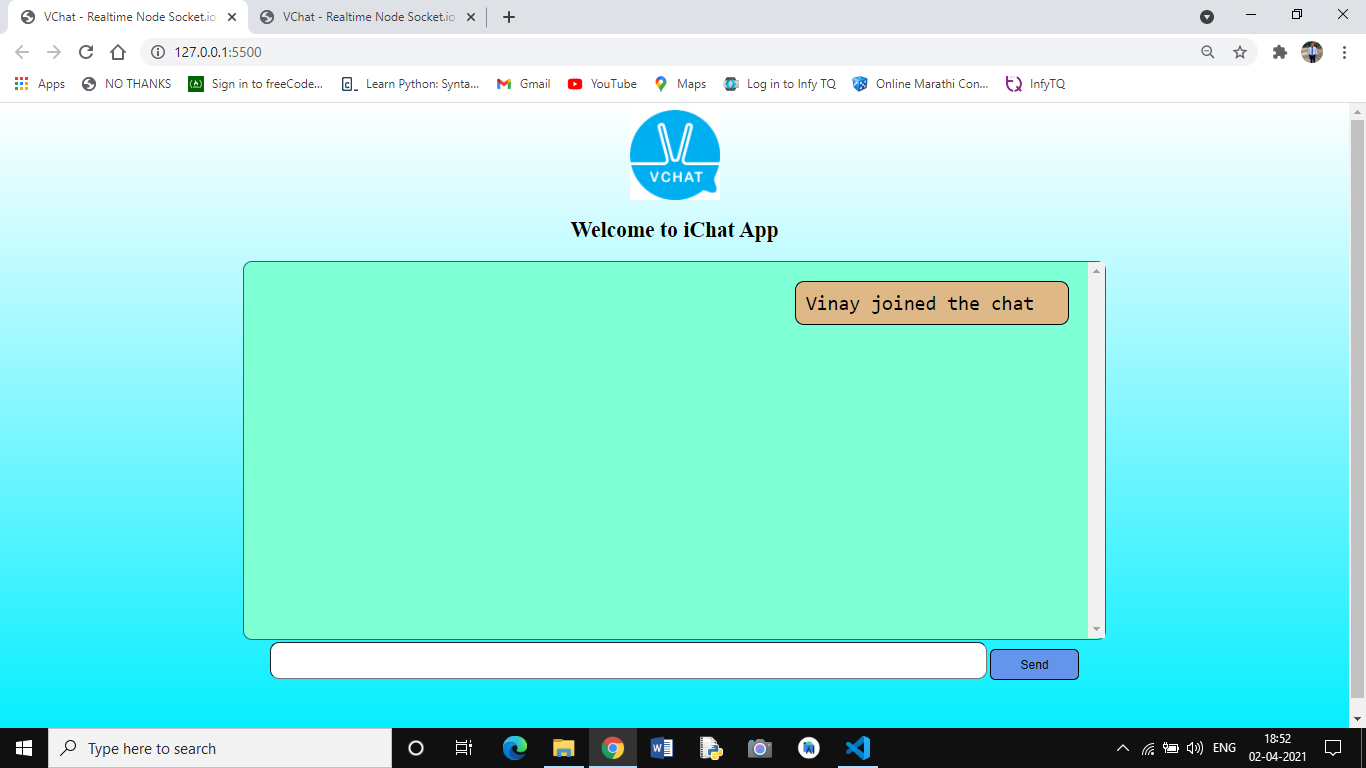 VChat - Realtime Node Socket.io
VChat - Realtime Node Socket.io
127.0.0.1:5500
Apps
NO THANKS
Sign in to freeCode...
Learn Python: Synta...
Gmail
YouTube
Maps
Log in to Infy TQ
Online Marathi Con...
InfyTQ
VCHAT
Welcome to iChat App
Vinay joined the chat
Send
Type here to search
ENG
18:52
02-04-2021